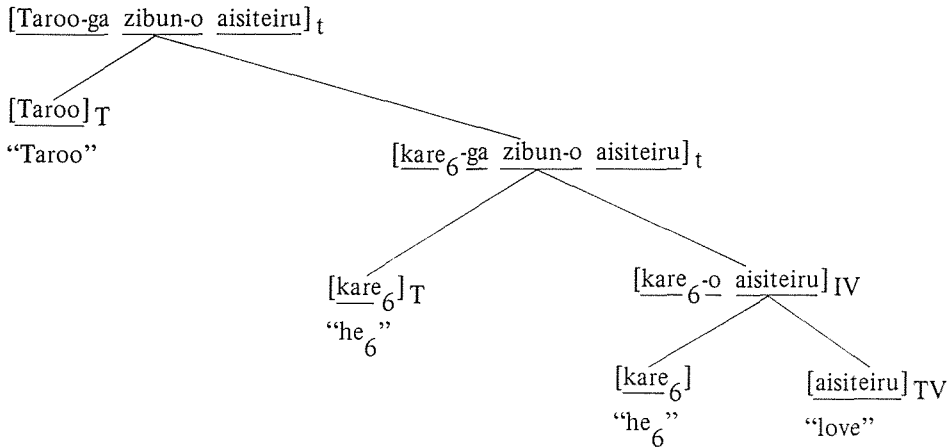 [Taroo-ga zibun-o aisiteiru]t
[Taroo]T
“Taroo”
[kare6-ga zibun-o aisiteiru]t
[kare6]T
“he6”
[kare6-o aisiteiru]IV
[kare6]
“he6”
[aisiteiru]TV
“love”